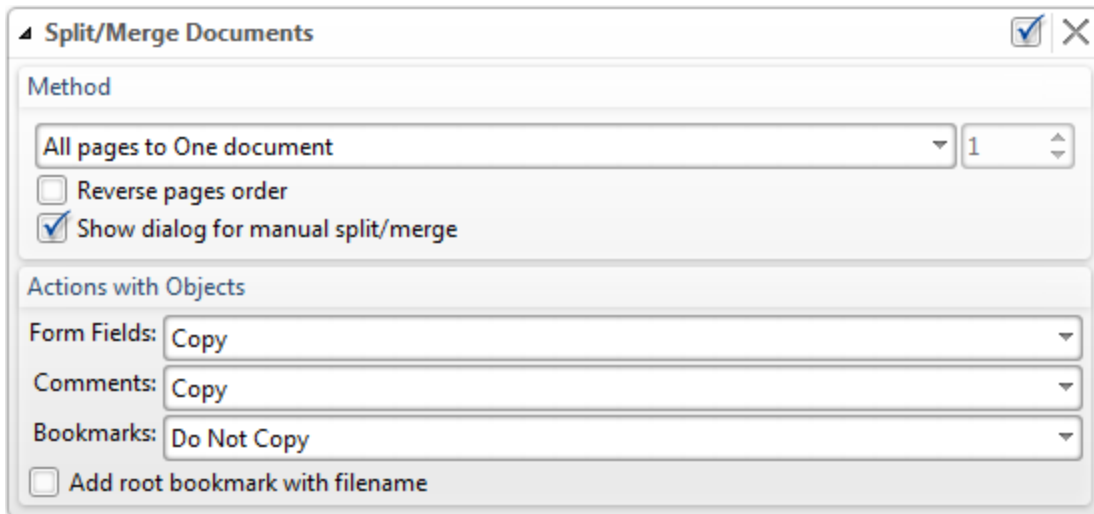 Split/Merge Documents
Method
All pages to One document 1
Reverse pages order
Show dialog for manual split/merge
Actions with Objects
Form Fields: Copy
Comments: Copy
Bookmarks: Do Not Copy
Add root bookmark with filename